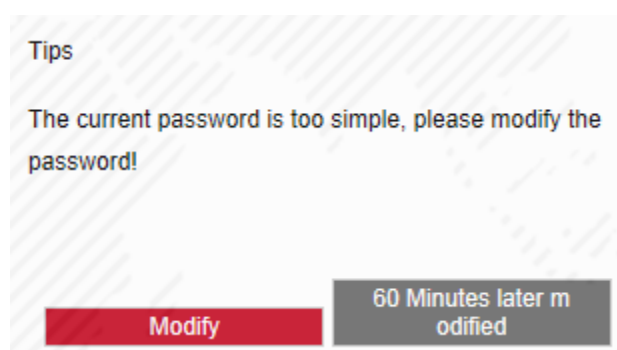 Tips
The current password is too simple, please modify the
password!
Modify
60 Minutes later m
odified